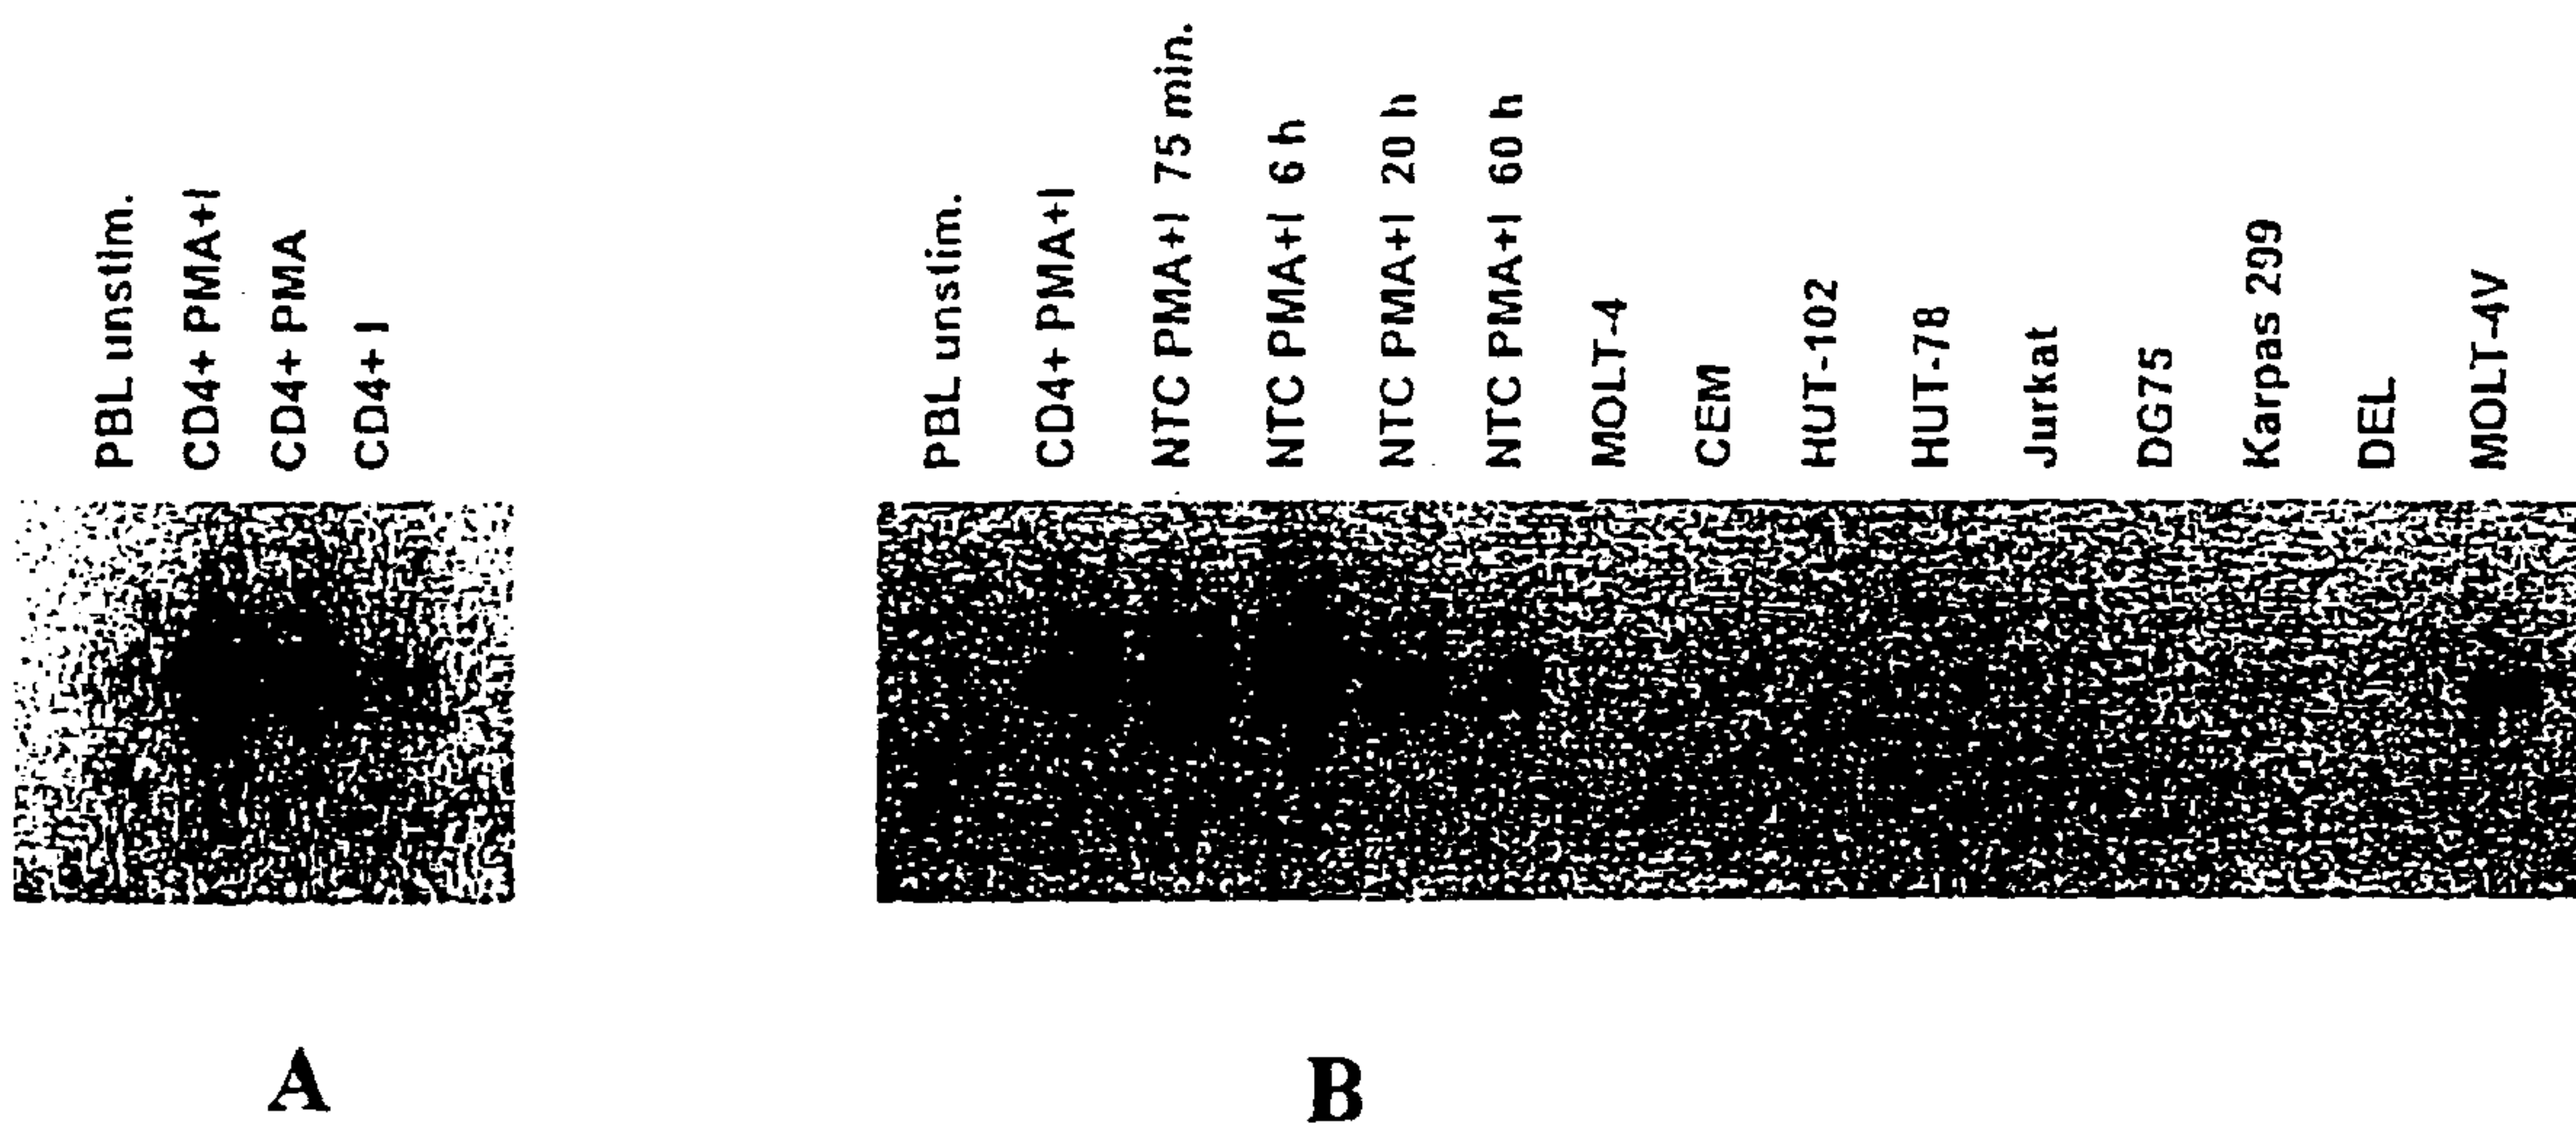 PBL unstim.
CD4+ PMA+I
CD4+ PMA
CD4+ I
PBL unstim.
CD4+ PMA+I
NTC PMA+I 75 min.
NTC PMA+I 6 h
NTC PMA+I 20 h
NTC PMA+I 60 h
MOLT-4
CEM
HUT-102
HUT-78
Jurkat
DG75
Karpas 299
DEL
MOLT-4V
A
B